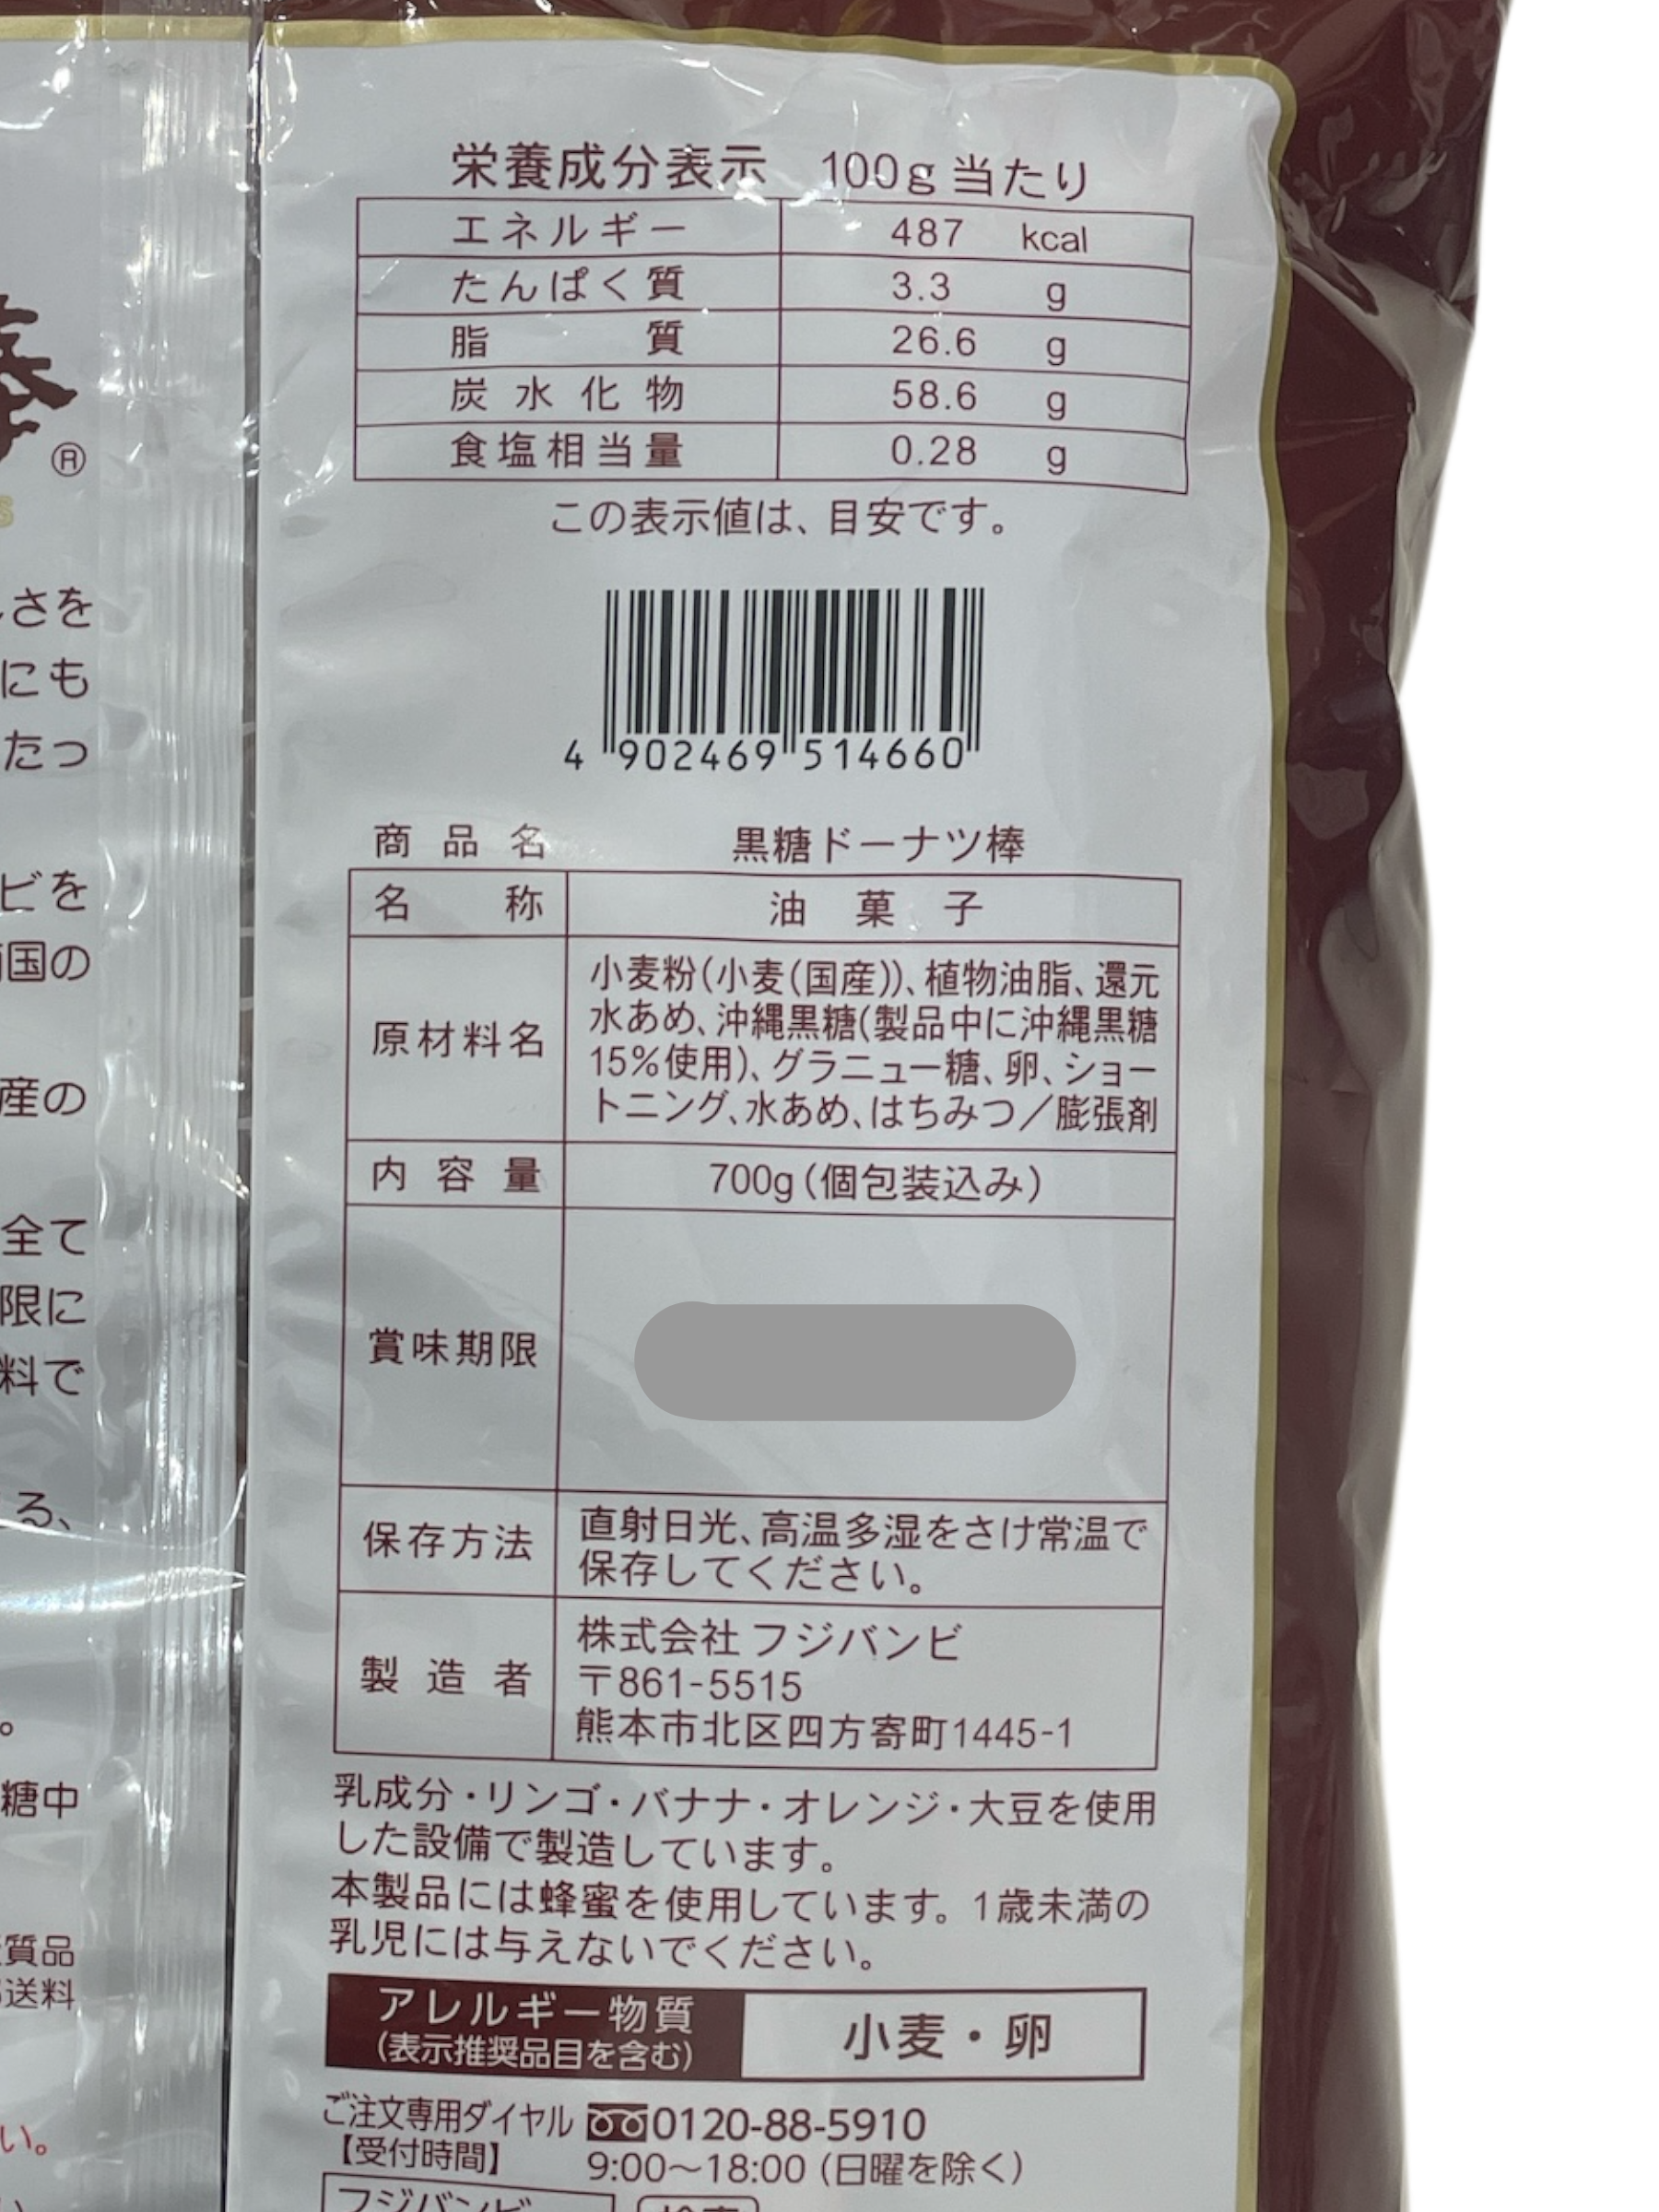 棒®
さを
にも
たつ
ビを
国の
産の
全て
限に
料で
る、
。
糖中
質品
送料
い。
栄養成分表示 100g当たり
エネルギー 487 kcal
たんぱく質 3.3 g
脂質 26.6 g
炭水化物 58.6 g
食塩相当量 0.28 g
この表示値は、目安です。
4 902469 514660
商品名 黒糖ドーナツ棒
名称 油菓子
原材料名 小麦粉(小麦(国産))、植物油脂、還元
水あめ、沖縄黒糖(製品中に沖縄黒糖
15%使用)、グラニュー糖、卵、ショー
トニング、水あめ、はちみつ／膨張剤
内容量 700g(個包装込み)
賞味期限
保存方法 直射日光、高温多湿をさけ常温で
保存してください。
製造者 株式会社フジバンビ
〒861-5515
熊本市北区四方寄町1445-1
乳成分・リンゴ・バナナ・オレンジ・大豆を使用
した設備で製造しています。
本製品には蜂蜜を使用しています。1歳未満の
乳児には与えないでください。
アレルギー物質
(表示推奨品目を含む)
小麦・卵
ご注文専用ダイヤル 0120-88-5910
【受付時間】 9:00～18:00(日曜を除く)
フジバンビ